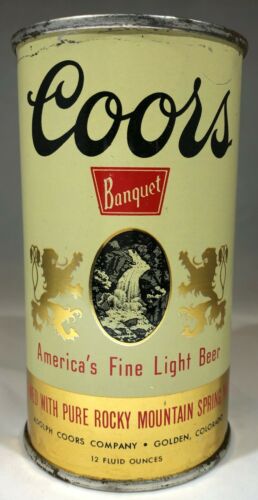 Coors
Banquet
America's Fine Light Beer
WITH PURE ROCKY MOUNTAIN SPRING
ADOLPH COORS COMPANY • GOLDEN, COLORADO
12 FLUID OUNCES